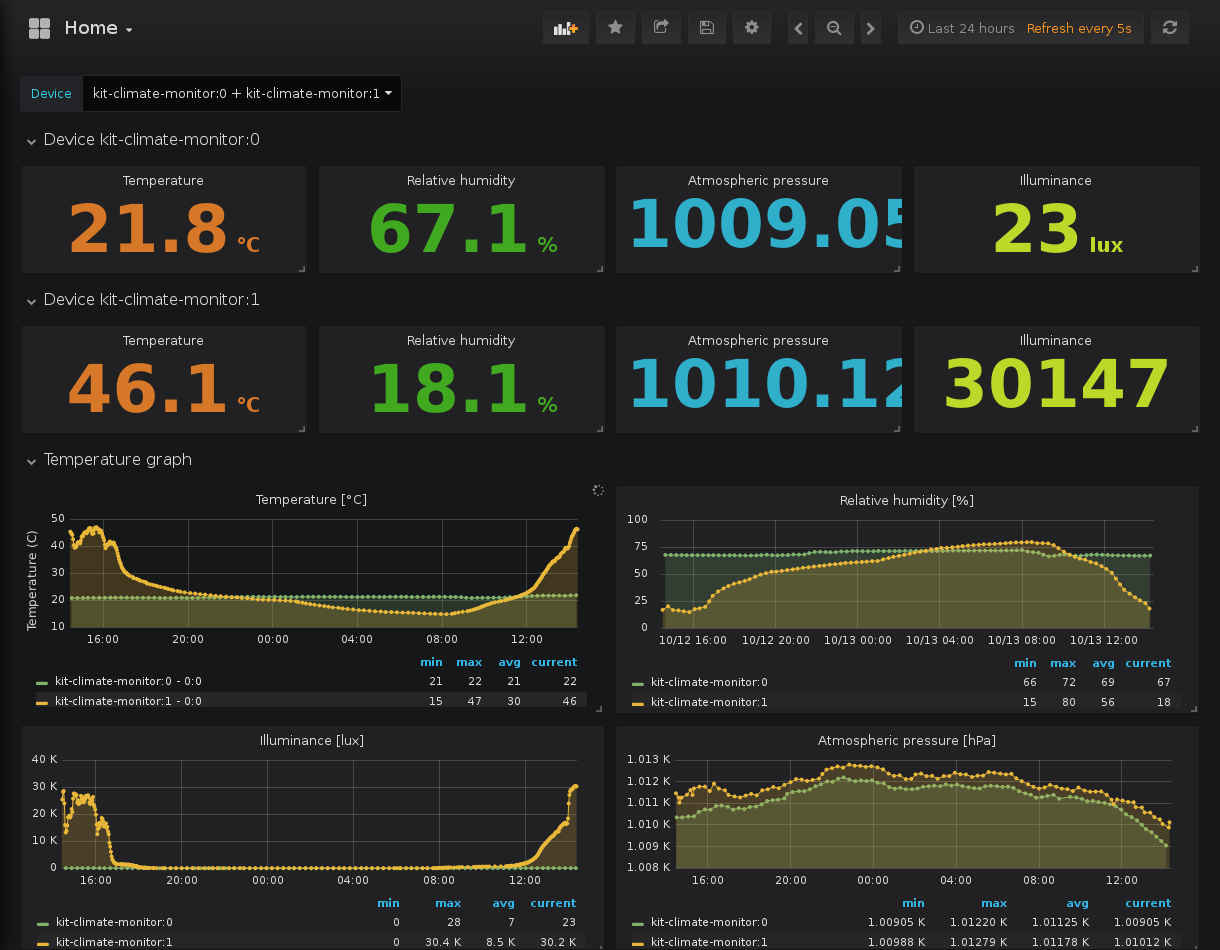 Home
Last 24 hours Refresh every 5s
Device kit-climate-monitor:0 + kit-climate-monitor:1
Device kit-climate-monitor:0
Temperature Relative humidity Atmospheric pressure Illuminance
21.8 °C 67.1 % 1009.05 23 lux
Device kit-climate-monitor:1
Temperature Relative humidity Atmospheric pressure Illuminance
46.1 °C 18.1 % 1010.12 30147
Temperature graph
Temperature [°C]
Temperature (C)
50
40
30
20
10
16:00 20:00 00:00 04:00 08:00 12:00
min max avg current
kit-climate-monitor:0 - 0:0 21 22 21 22
kit-climate-monitor:1 - 0:0 15 47 30 46
Relative humidity [%]
100
75
50
25
0
10/12 16:00 10/12 20:00 10/13 00:00 10/13 04:00 10/13 08:00 10/13 12:00
min max avg current
kit-climate-monitor:0 66 72 69 67
kit-climate-monitor:1 15 80 56 18
Illuminance [lux]
40 K
30 K
20 K
10 K
0
16:00 20:00 00:00 04:00 08:00 12:00
min max avg current
kit-climate-monitor:0 0 28 7 23
kit-climate-monitor:1 0 30.4 K 8.5 K 30.2 K
Atmospheric pressure [hPa]
1.013 K
1.012 K
1.011 K
1.010 K
1.009 K
1.008 K
16:00 20:00 00:00 04:00 08:00 12:00
min max avg current
kit-climate-monitor:0 1.00905 K 1.01220 K 1.01125 K 1.00905 K
kit-climate-monitor:1 1.00988 K 1.01279 K 1.01178 K 1.01012 K